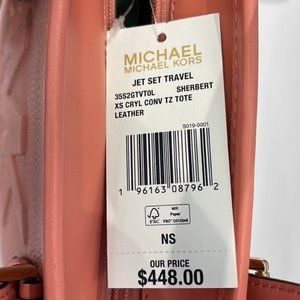 MICHAEL
MICHAEL KORS
JET SET TRAVEL
35S2GTVT0L SHERBERT
XS CRYL CONV TZ TOTE
LEATHER
S019-0001
1 96163 08796 2
FSC
MIX
Paper
NS
OUR PRICE
$448.00